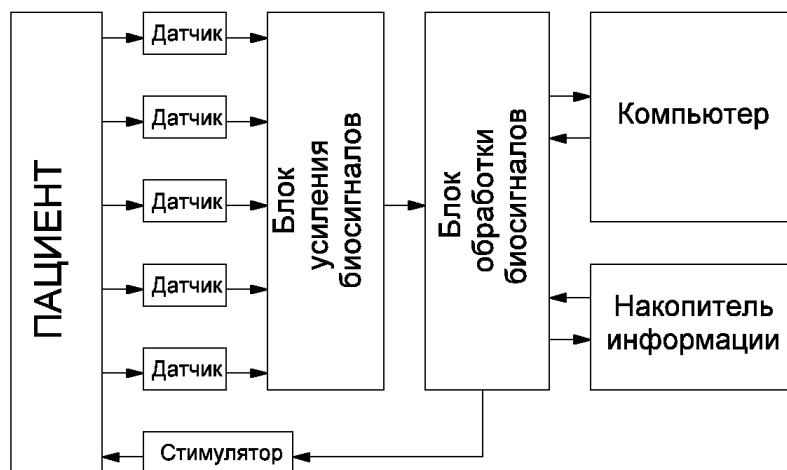 ПАЦИЕНТ
Датчик
Датчик
Датчик
Датчик
Датчик
Стимулятор
Блок
усиления
биосигналов
Блок
обработки
биосигналов
Компьютер
Накопитель
информации